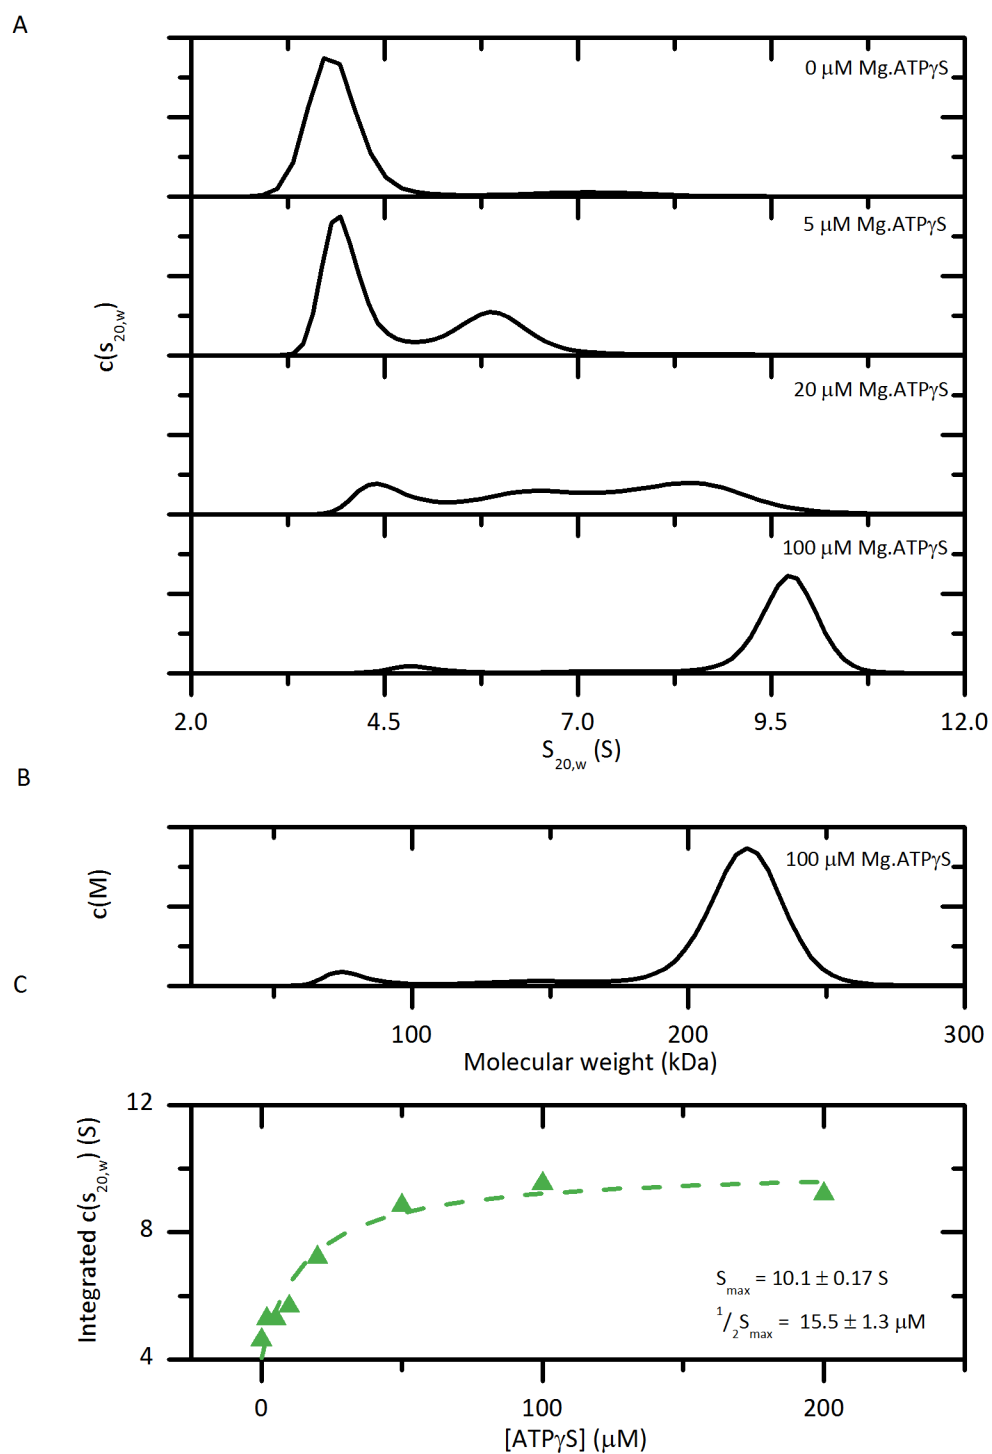 A
0 μM Mg.ATPγS
5 μM Mg.ATPγS
20 μM Mg.ATPγS
100 μM Mg.ATPγS
c(s20,w)
2.0 4.5 7.0 9.5 12.0
S20,w (S)
B
100 μM Mg.ATPγS
c(M)
100 200 300
Molecular weight (kDa)
C
12
8
4
Integrated c(s20,w) (S)
Smax = 10.1 ± 0.17 S
1/2Smax = 15.5 ± 1.3 μM
0 100 200
[ATPγS] (μM)